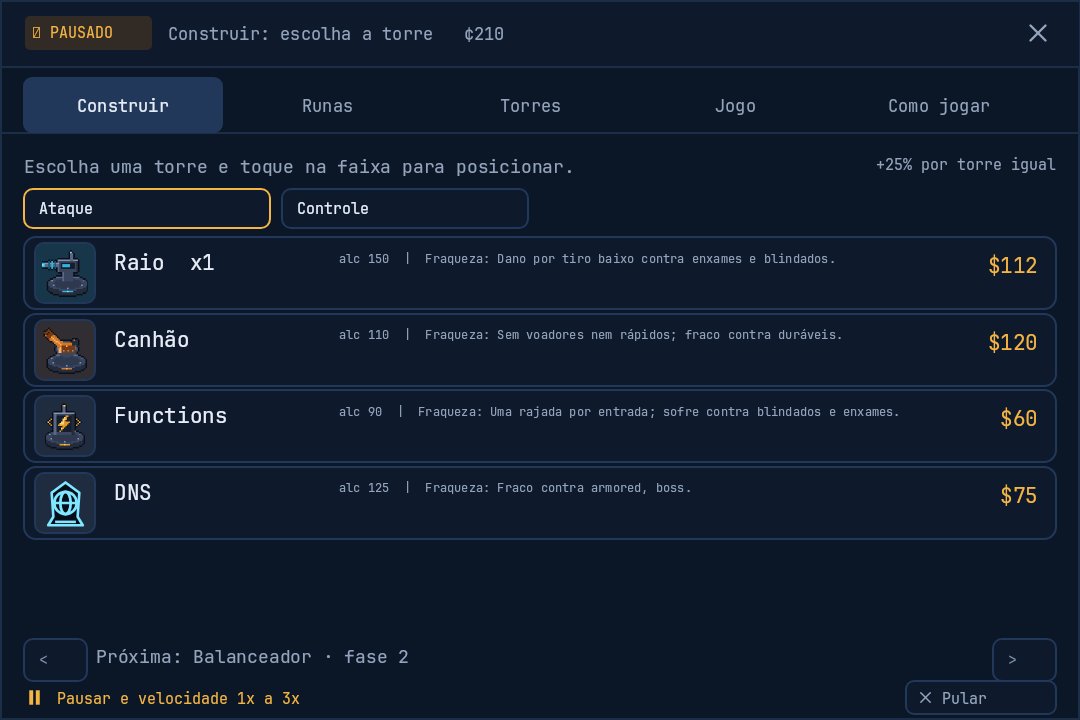 PAUSADO Construir: escolha a torre $210
Construir Runas Torres Jogo Como jogar
Escolha uma torre e toque na faixa para posicionar. +25% por torre igual
Ataque Controle
Raio x1 alc 150 | Fraqueza: Dano por tiro baixo contra enxames e blindados. $112
Canhão alc 110 | Fraqueza: Sem voadores nem rápidos; fraco contra duráveis. $120
Functions alc 90 | Fraqueza: Uma rajada por entrada; sofre contra blindados e enxames. $60
DNS alc 125 | Fraqueza: Fraco contra armored, boss. $75
< Próxima: Balanceador · fase 2 >
Pausar e velocidade 1x a 3x Pular